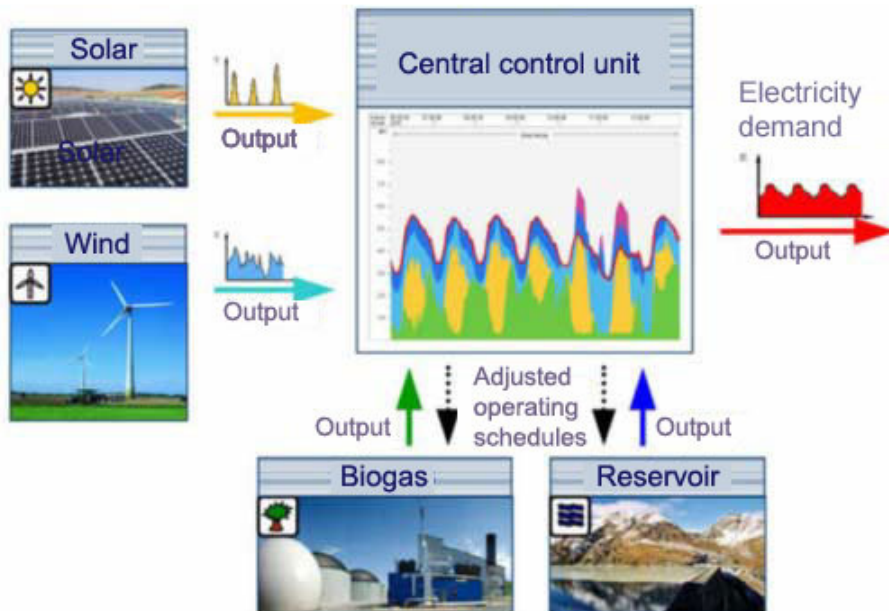 Solar
Solar
Output
Wind
Output
Central control unit
Electricity
demand
Output
Adjusted
operating
schedules
Output
Output
Biogas
Reservoir